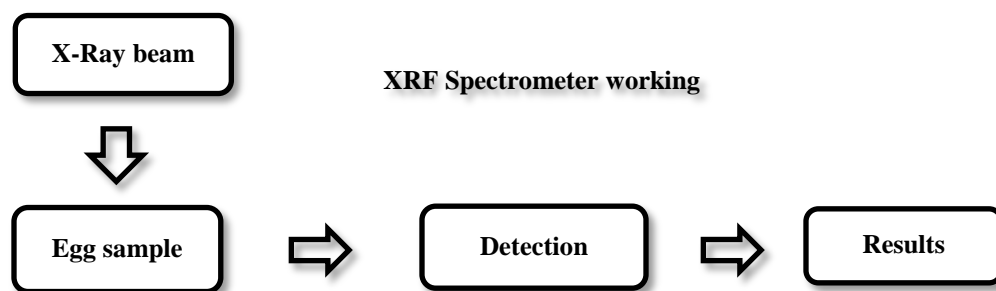 X-Ray beam
XRF Spectrometer working
Egg sample
Detection
Results